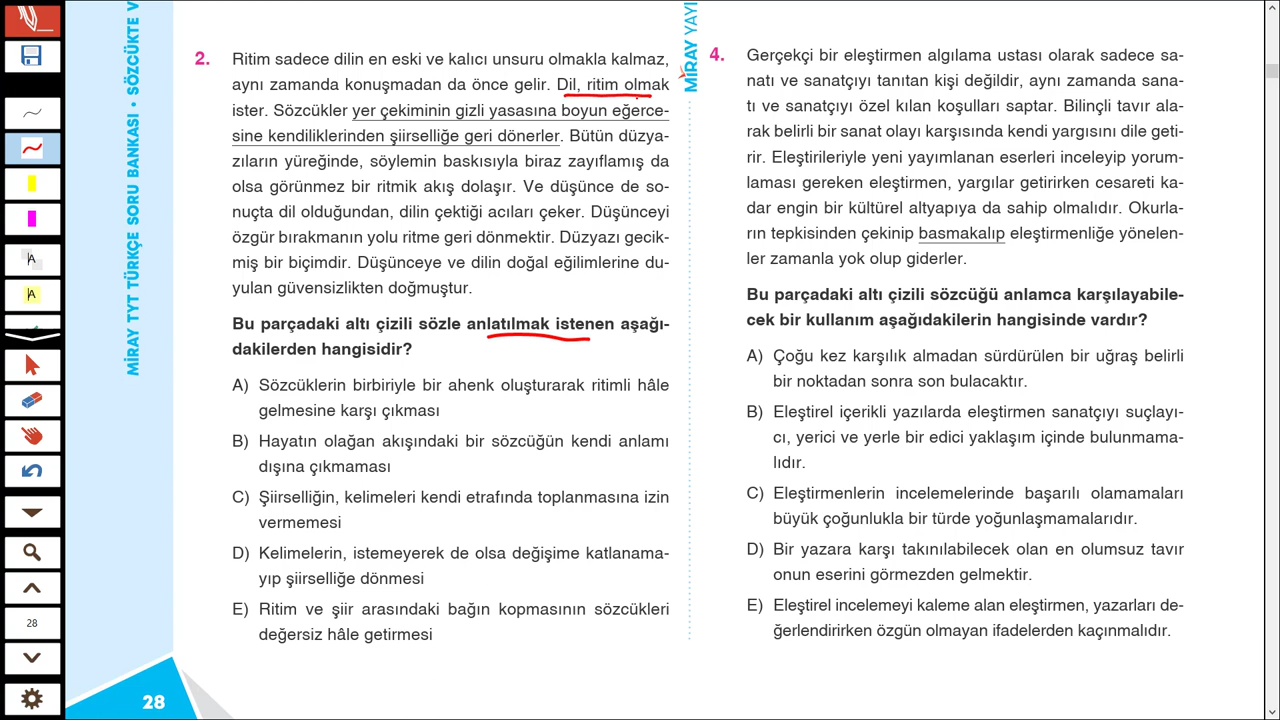 MİRAY TYT TÜRKÇE SORU BANKASI • SÖZCÜKTE V
2. Ritim sadece dilin en eski ve kalıcı unsuru olmakla kalmaz,
aynı zamanda konuşmadan da önce gelir. Dil, ritim olmak
ister. Sözcükler yer çekiminin gizli yasasına boyun eğerce-
sine kendiliklerinden şiirselliğe geri dönerler. Bütün düzya-
zıların yüreğinde, söylemin baskısıyla biraz zayıflamış da
olsa görünmez bir ritmik akış dolaşır. Ve düşünce de so-
nuçta dil olduğundan, dilin çektiği acıları çeker. Düşünceyi
özgür bırakmanın yolu ritme geri dönmektir. Düzyazı gecik-
miş bir biçimdir. Düşünceye ve dilin doğal eğilimlerine du-
yulan güvensizlikten doğmuştur.
Bu parçadaki altı çizili sözle anlatılmak istenen aşağı-
dakilerden hangisidir?
A) Sözcüklerin birbiriyle bir ahenk oluşturarak ritimli hâle
gelmesine karşı çıkması
B) Hayatın olağan akışındaki bir sözcüğün kendi anlamı
dışına çıkmaması
C) Şiirselliğin, kelimeleri kendi etrafında toplanmasına izin
vermemesi
D) Kelimelerin, istemeyerek de olsa değişime katlanama-
yıp şiirselliğe dönmesi
E) Ritim ve şiir arasındaki bağın kopmasının sözcükleri
değersiz hâle getirmesi
MİRAY YAYI
4. Gerçekçi bir eleştirmen algılama ustası olarak sadece sa-
natı ve sanatçıyı tanıtan kişi değildir, aynı zamanda sana-
tı ve sanatçıyı özel kılan koşulları saptar. Bilinçli tavır ala-
rak belirli bir sanat olayı karşısında kendi yargısını dile geti-
rir. Eleştirileriyle yeni yayımlanan eserleri inceleyip yorum-
laması gereken eleştirmen, yargılar getirirken cesareti ka-
dar engin bir kültürel altyapıya da sahip olmalıdır. Okurla-
rın tepkisinden çekinip basmakalıp eleştirmenliğe yönelen-
ler zamanla yok olup giderler.
Bu parçadaki altı çizili sözcüğü anlamca karşılayabile-
cek bir kullanım aşağıdakilerin hangisinde vardır?
A) Çoğu kez karşılık almadan sürdürülen bir uğraş belirli
bir noktadan sonra son bulacaktır.
B) Eleştirel içerikli yazılarda eleştirmen sanatçıyı suçlayı-
cı, yerici ve yerle bir edici yaklaşım içinde bulunmama-
lıdır.
C) Eleştirmenlerin incelemelerinde başarılı olamamaları
büyük çoğunlukla bir türde yoğunlaşmamalarıdır.
D) Bir yazara karşı takınılabilecek olan en olumsuz tavır
onun eserini görmezden gelmektir.
E) Eleştirel incelemeyi kaleme alan eleştirmen, yazarları de-
ğerlendirirken özgün olmayan ifadelerden kaçınmalıdır.
A
A
28
28